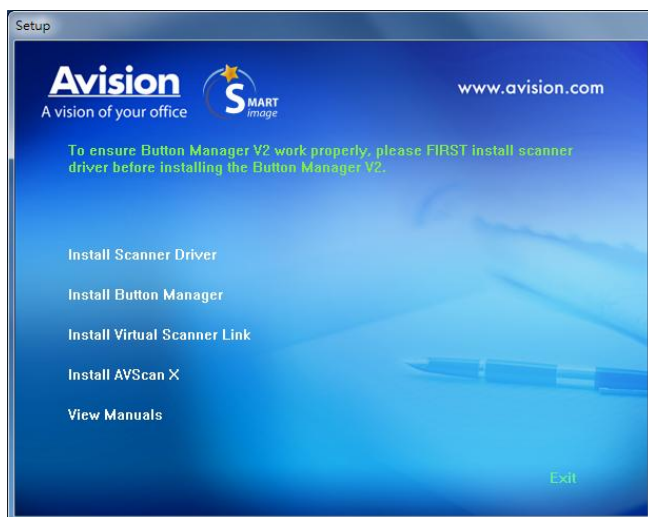 Setup
Avision
A vision of your office
SMART
image
www.avision.com
To ensure Button Manager V2 work properly, please FIRST install scanner
driver before installing the Button Manager V2.
Install Scanner Driver
Install Button Manager
Install Virtual Scanner Link
Install AVScan X
View Manuals
Exit